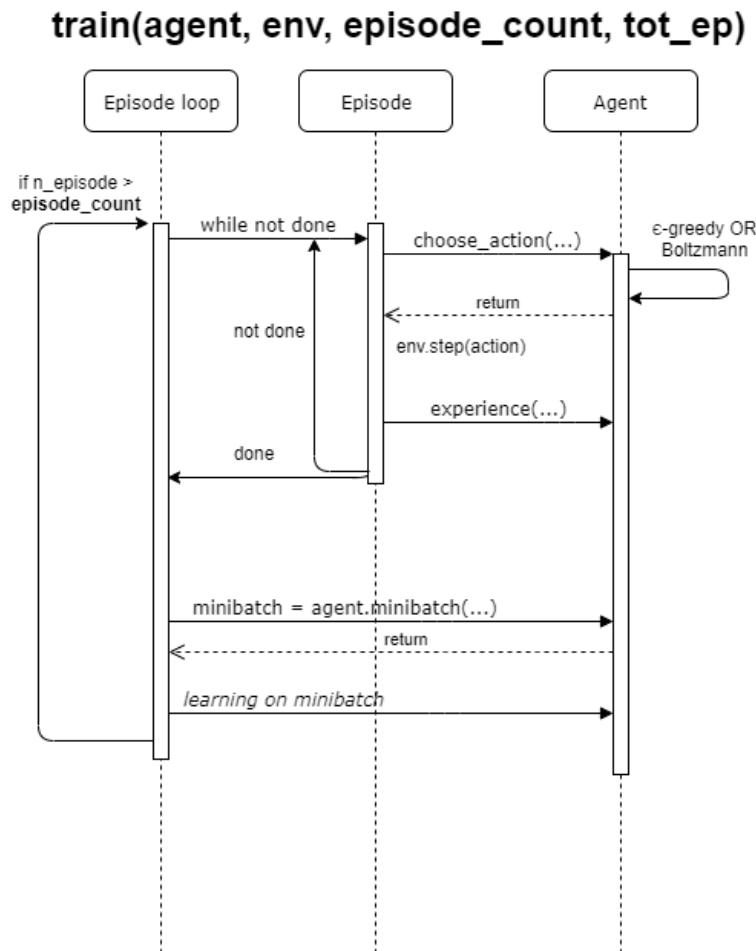 train(agent, env, episode_count, tot_ep)
Episode loop
Episode
Agent
if n_episode >
episode_count
while not done
choose_action(...)
ϵ-greedy OR
Boltzmann
return
not done
env.step(action)
experience(...)
done
minibatch = agent.minibatch(...)
return
learning on minibatch